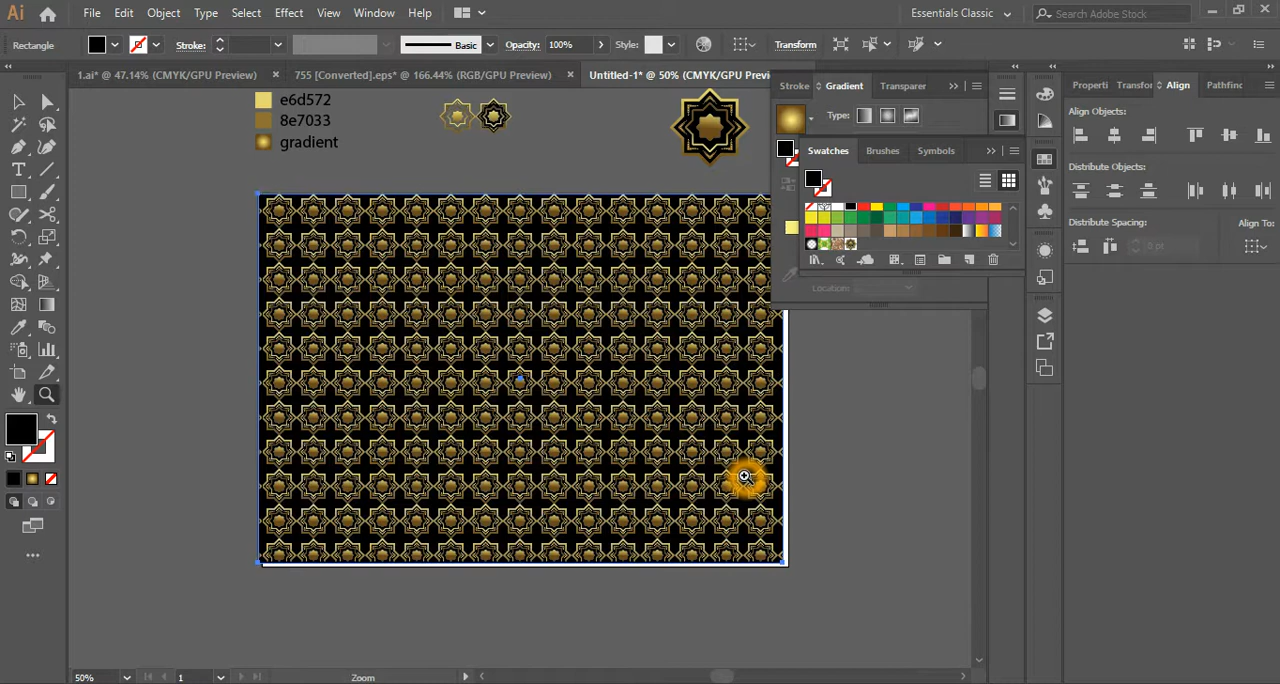 Ai File Edit Object Type Select Effect View Window Help Essentials Classic Search Adobe Stock
Rectangle Stroke: Basic Opacity: 100% Style: Transform
1.ai* @ 47.14% (CMYK/GPU Preview) × 755 [Converted].eps* @ 166.44% (RGB/GPU Preview) × Untitled-1* @ 50% (CMYK/GPU Previe
Stroke Gradient Transparer Properti Transfor Align Pathfinc
e6d572
8e7033
gradient
Type:
Align Objects:
Swatches Brushes Symbols
Distribute Objects:
Distribute Spacing: Align To:
0 pt
Location:
50% 1 Zoom